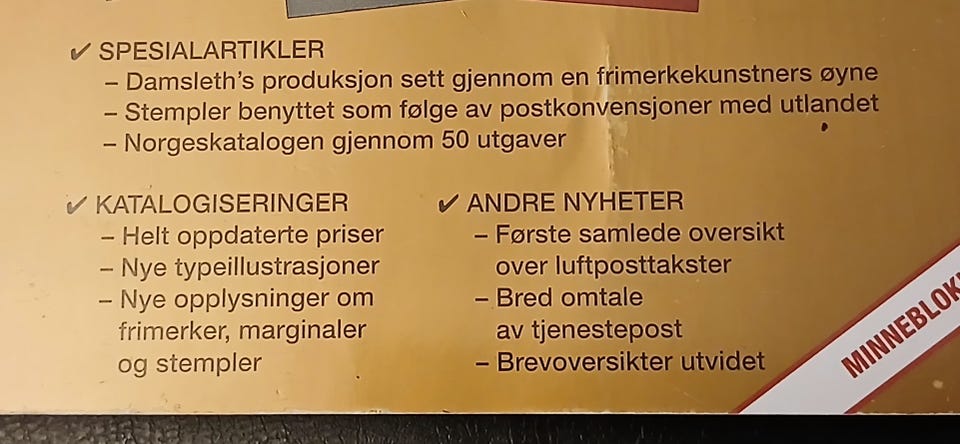 ✔ SPESIALARTIKLER
– Damsleth's produksjon sett gjennom en frimerkekunstners øyne
– Stempler benyttet som følge av postkonvensjoner med utlandet
– Norgeskatalogen gjennom 50 utgaver
✔ KATALOGISERINGER
– Helt oppdaterte priser
– Nye typeillustrasjoner
– Nye opplysninger om
frimerker, marginaler
og stempler
✔ ANDRE NYHETER
– Første samlede oversikt
over luftposttakster
– Bred omtale
av tjenestepost
– Brevoversikter utvidet